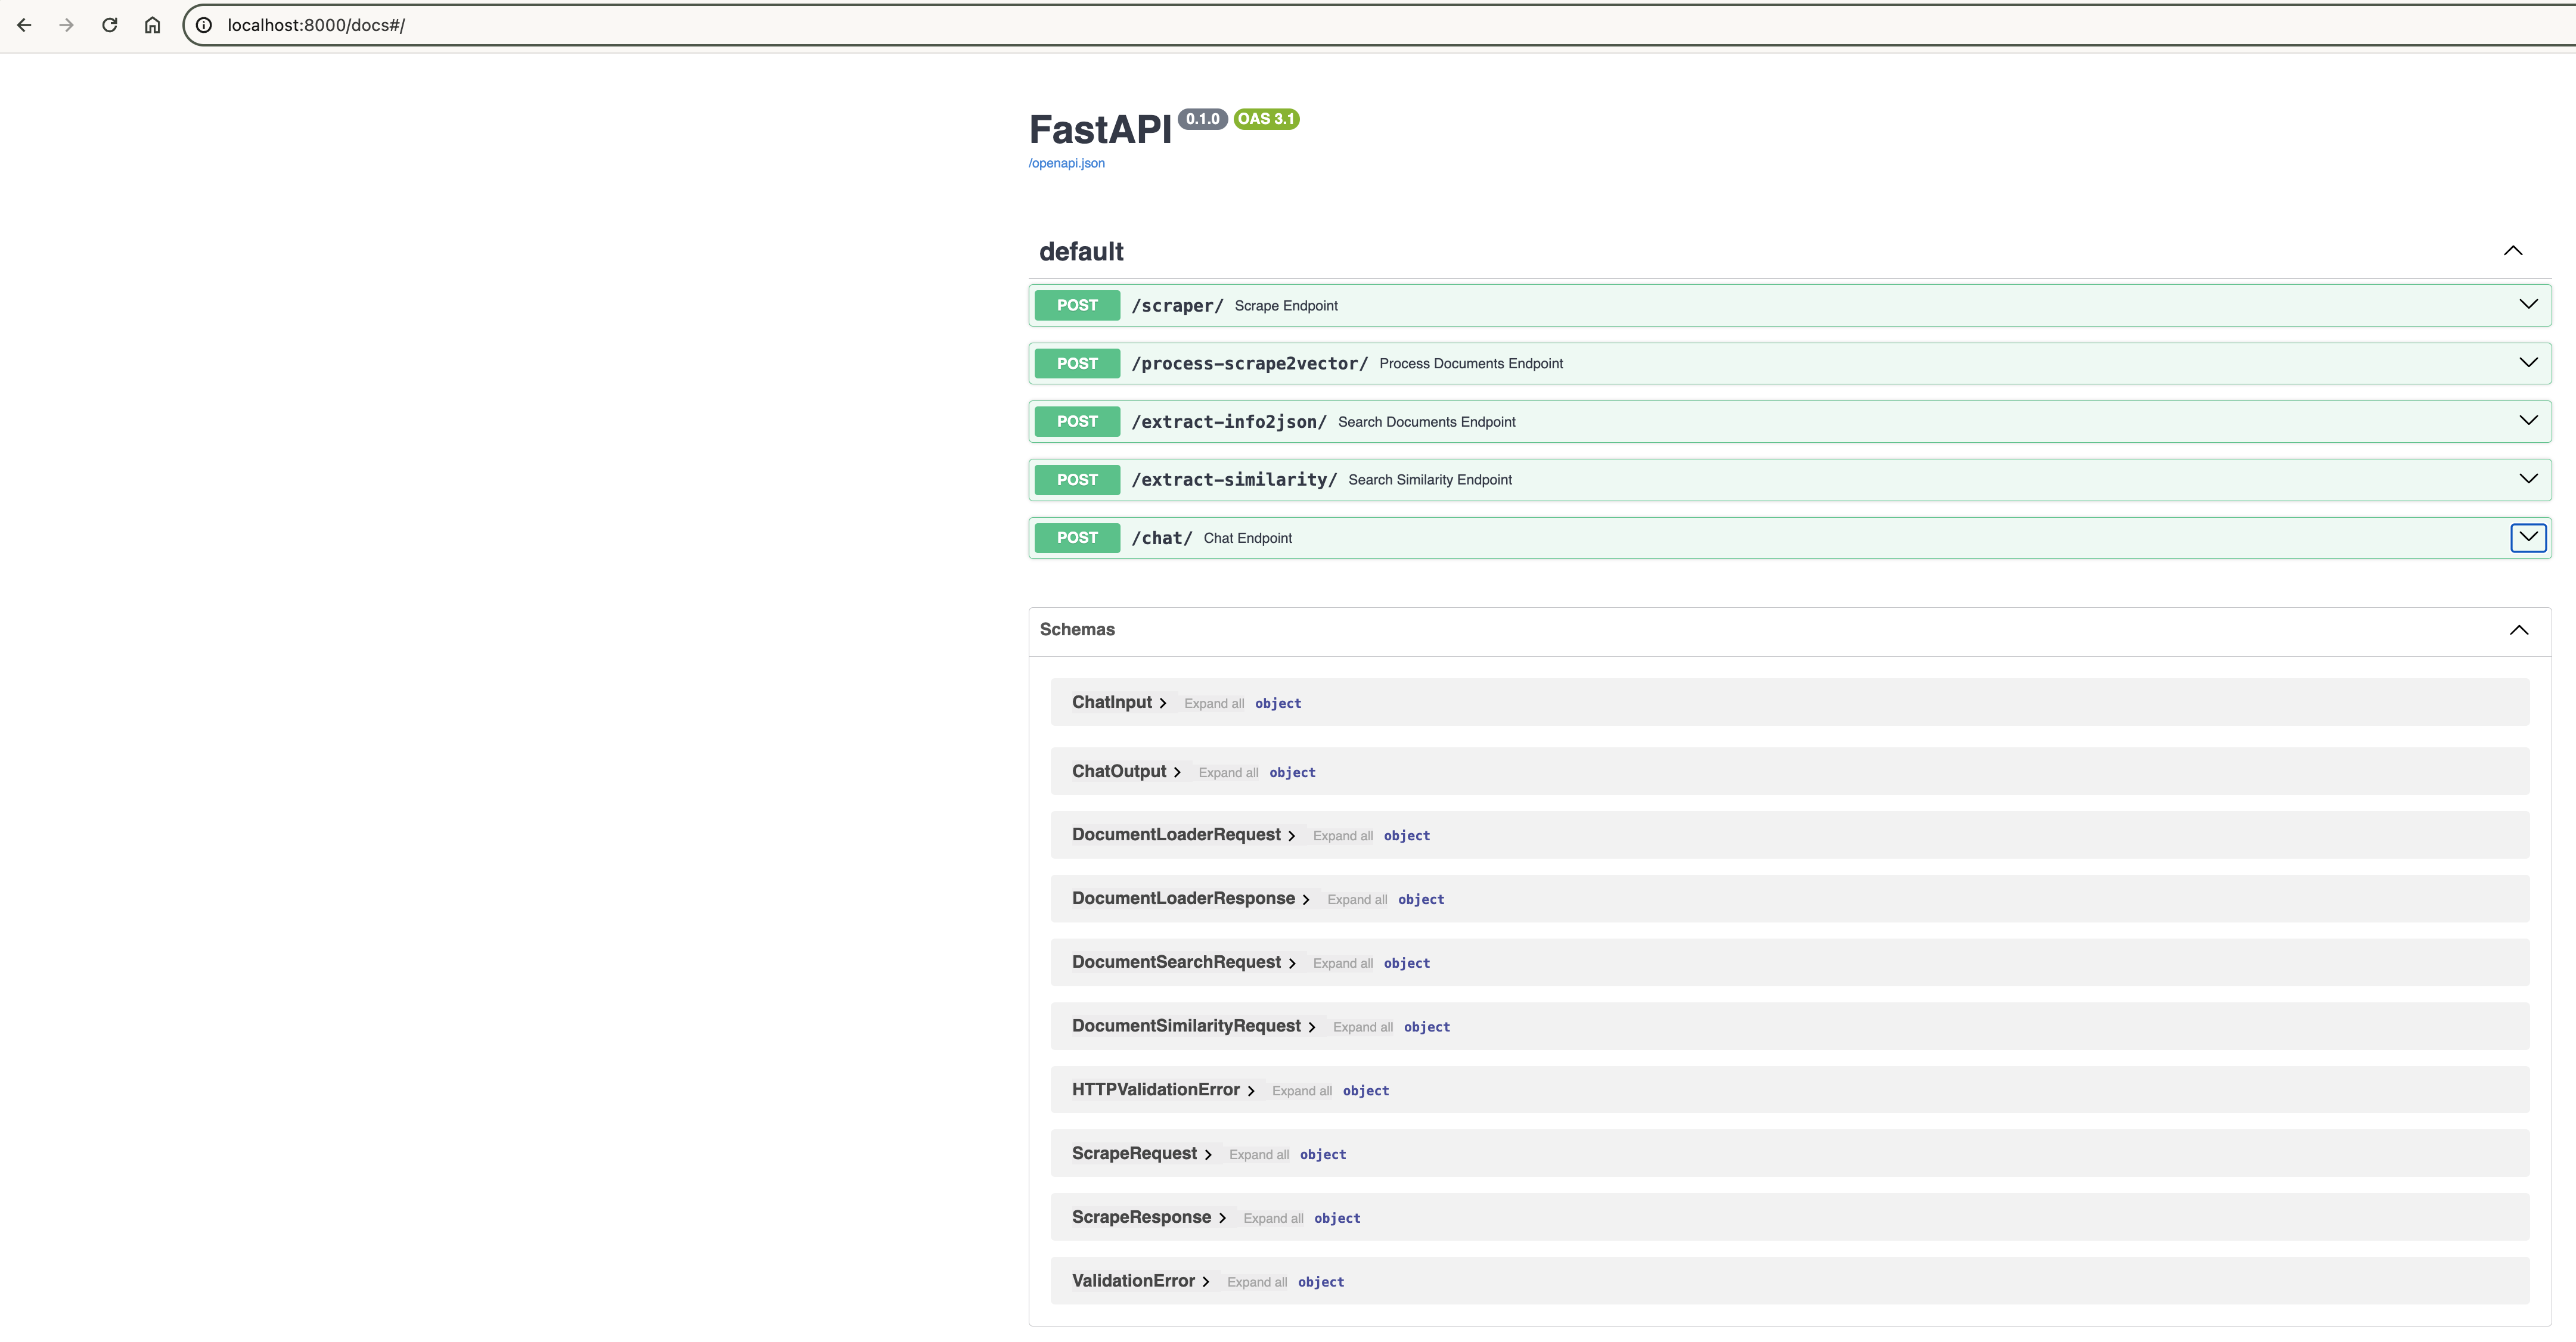 localhost:8000/docs#/
FastAPI 0.1.0 OAS 3.1
/openapi.json
default
POST /scraper/ Scrape Endpoint
POST /process-scrape2vector/ Process Documents Endpoint
POST /extract-info2json/ Search Documents Endpoint
POST /extract-similarity/ Search Similarity Endpoint
POST /chat/ Chat Endpoint
Schemas
ChatInput Expand all object
ChatOutput Expand all object
DocumentLoaderRequest Expand all object
DocumentLoaderResponse Expand all object
DocumentSearchRequest Expand all object
DocumentSimilarityRequest Expand all object
HTTPValidationError Expand all object
ScrapeRequest Expand all object
ScrapeResponse Expand all object
ValidationError Expand all object